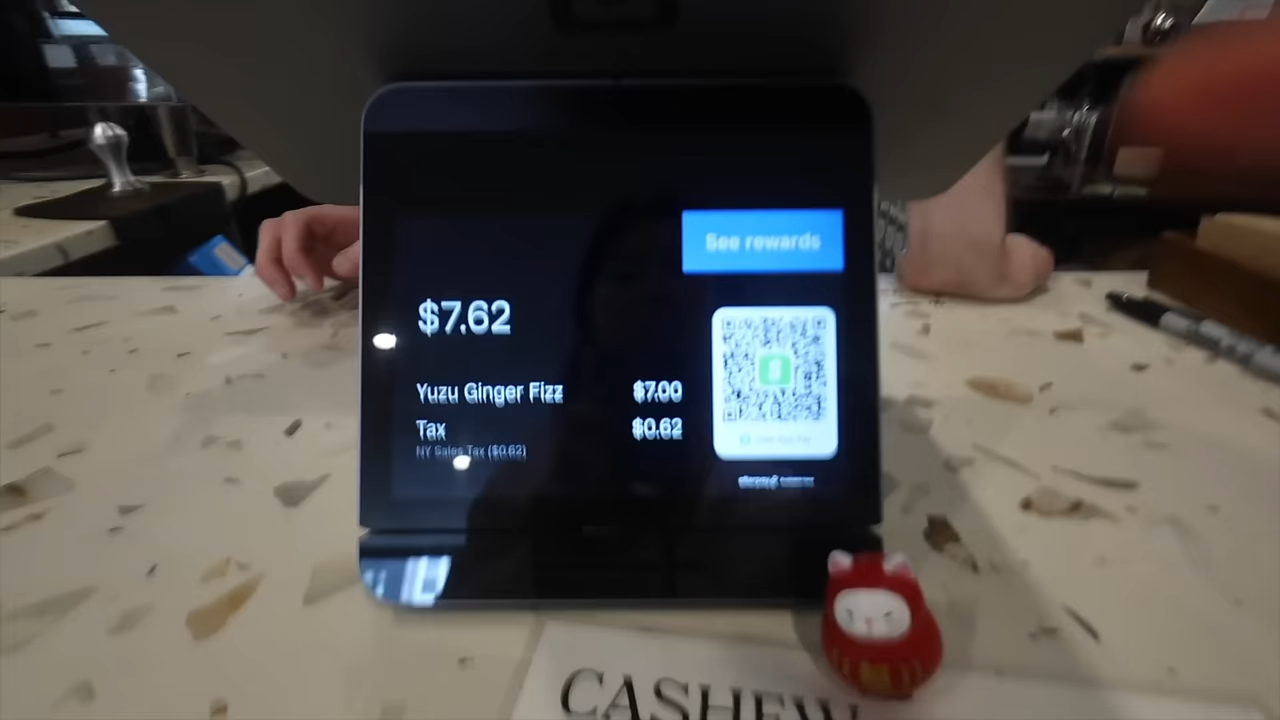 See rewards
$7.62
Yuzu Ginger Fizz $7.00
Tax $0.62
NY Sales Tax ($0.62)
CASHEW